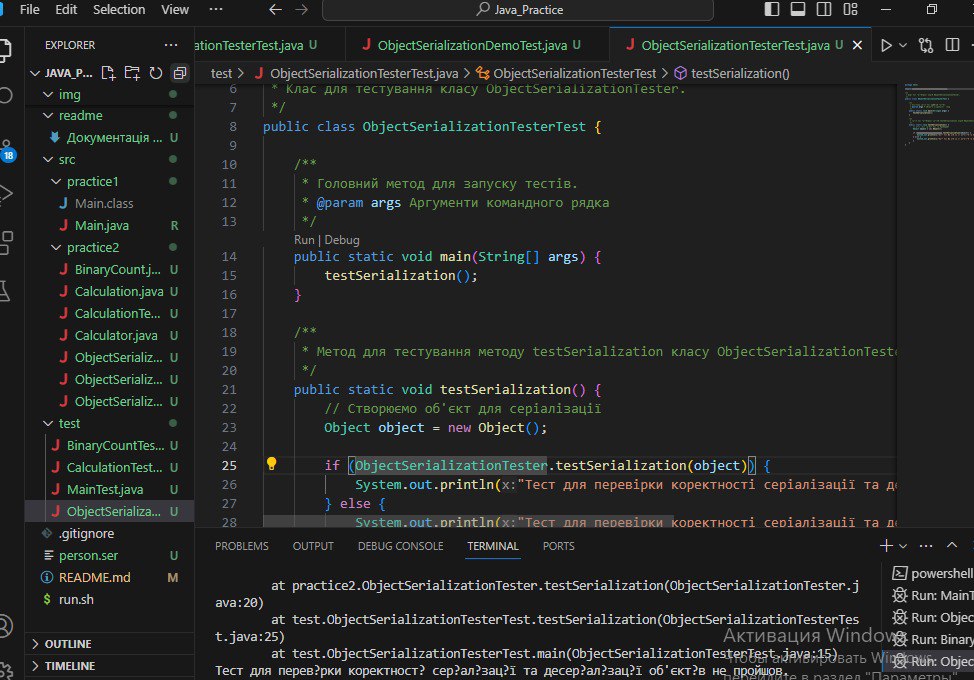 File Edit Selection View ··· ← → Java_Practice
EXPLORER ···
JAVA_P...
img
readme
Документація ... U
src
practice1
Main.class
Main.java R
practice2
BinaryCount.j... U
Calculation.java U
CalculationTe... U
Calculator.java U
ObjectSerializ... U
ObjectSerializ... U
ObjectSerializ... U
test
BinaryCountTes... U
CalculationTest... U
MainTest.java U
ObjectSerializa... U
.gitignore
person.ser U
README.md M
run.sh
OUTLINE
TIMELINE
18
ationTesterTest.java U ObjectSerializationDemoTest.java U ObjectSerializationTesterTest.java U
test > ObjectSerializationTesterTest.java > ObjectSerializationTesterTest > testSerialization()
6 * Клас для тестування класу ObjectSerializationTester.
7 */
8 public class ObjectSerializationTesterTest {
9
10 /**
11 * Головний метод для запуску тестів.
12 * @param args Аргументи командного рядка
13 */
Run | Debug
14 public static void main(String[] args) {
15 testSerialization();
16 }
17
18 /**
19 * Метод для тестування методу testSerialization класу ObjectSerializationTeste
20 */
21 public static void testSerialization() {
22 // Створюємо об'єкт для серіалізації
23 Object object = new Object();
24
25 if (ObjectSerializationTester.testSerialization(object)) {
26 System.out.println(x:"Тест для перевірки коректності серіалізації та де
27 } else {
28 System.out.println(x:"Тест для перевірки коректності серіалізації та де
PROBLEMS OUTPUT DEBUG CONSOLE TERMINAL PORTS
at practice2.ObjectSerializationTester.testSerialization(ObjectSerializationTester.j
ava:20)
at test.ObjectSerializationTesterTest.testSerialization(ObjectSerializationTesterTes
t.java:25)
at test.ObjectSerializationTesterTest.main(ObjectSerializationTesterTest.java:15)
Тест для переве?рки коректност? сер?ал?зац?ї та десер?ал?зац?ї об'єкт?в не пройшов.
powershell
Run: MainT
Run: Objec
Run: Binary
Run: Objec
Активация Windows
Чтобы активировать Windows,
перейдите в раздел "Параметры"